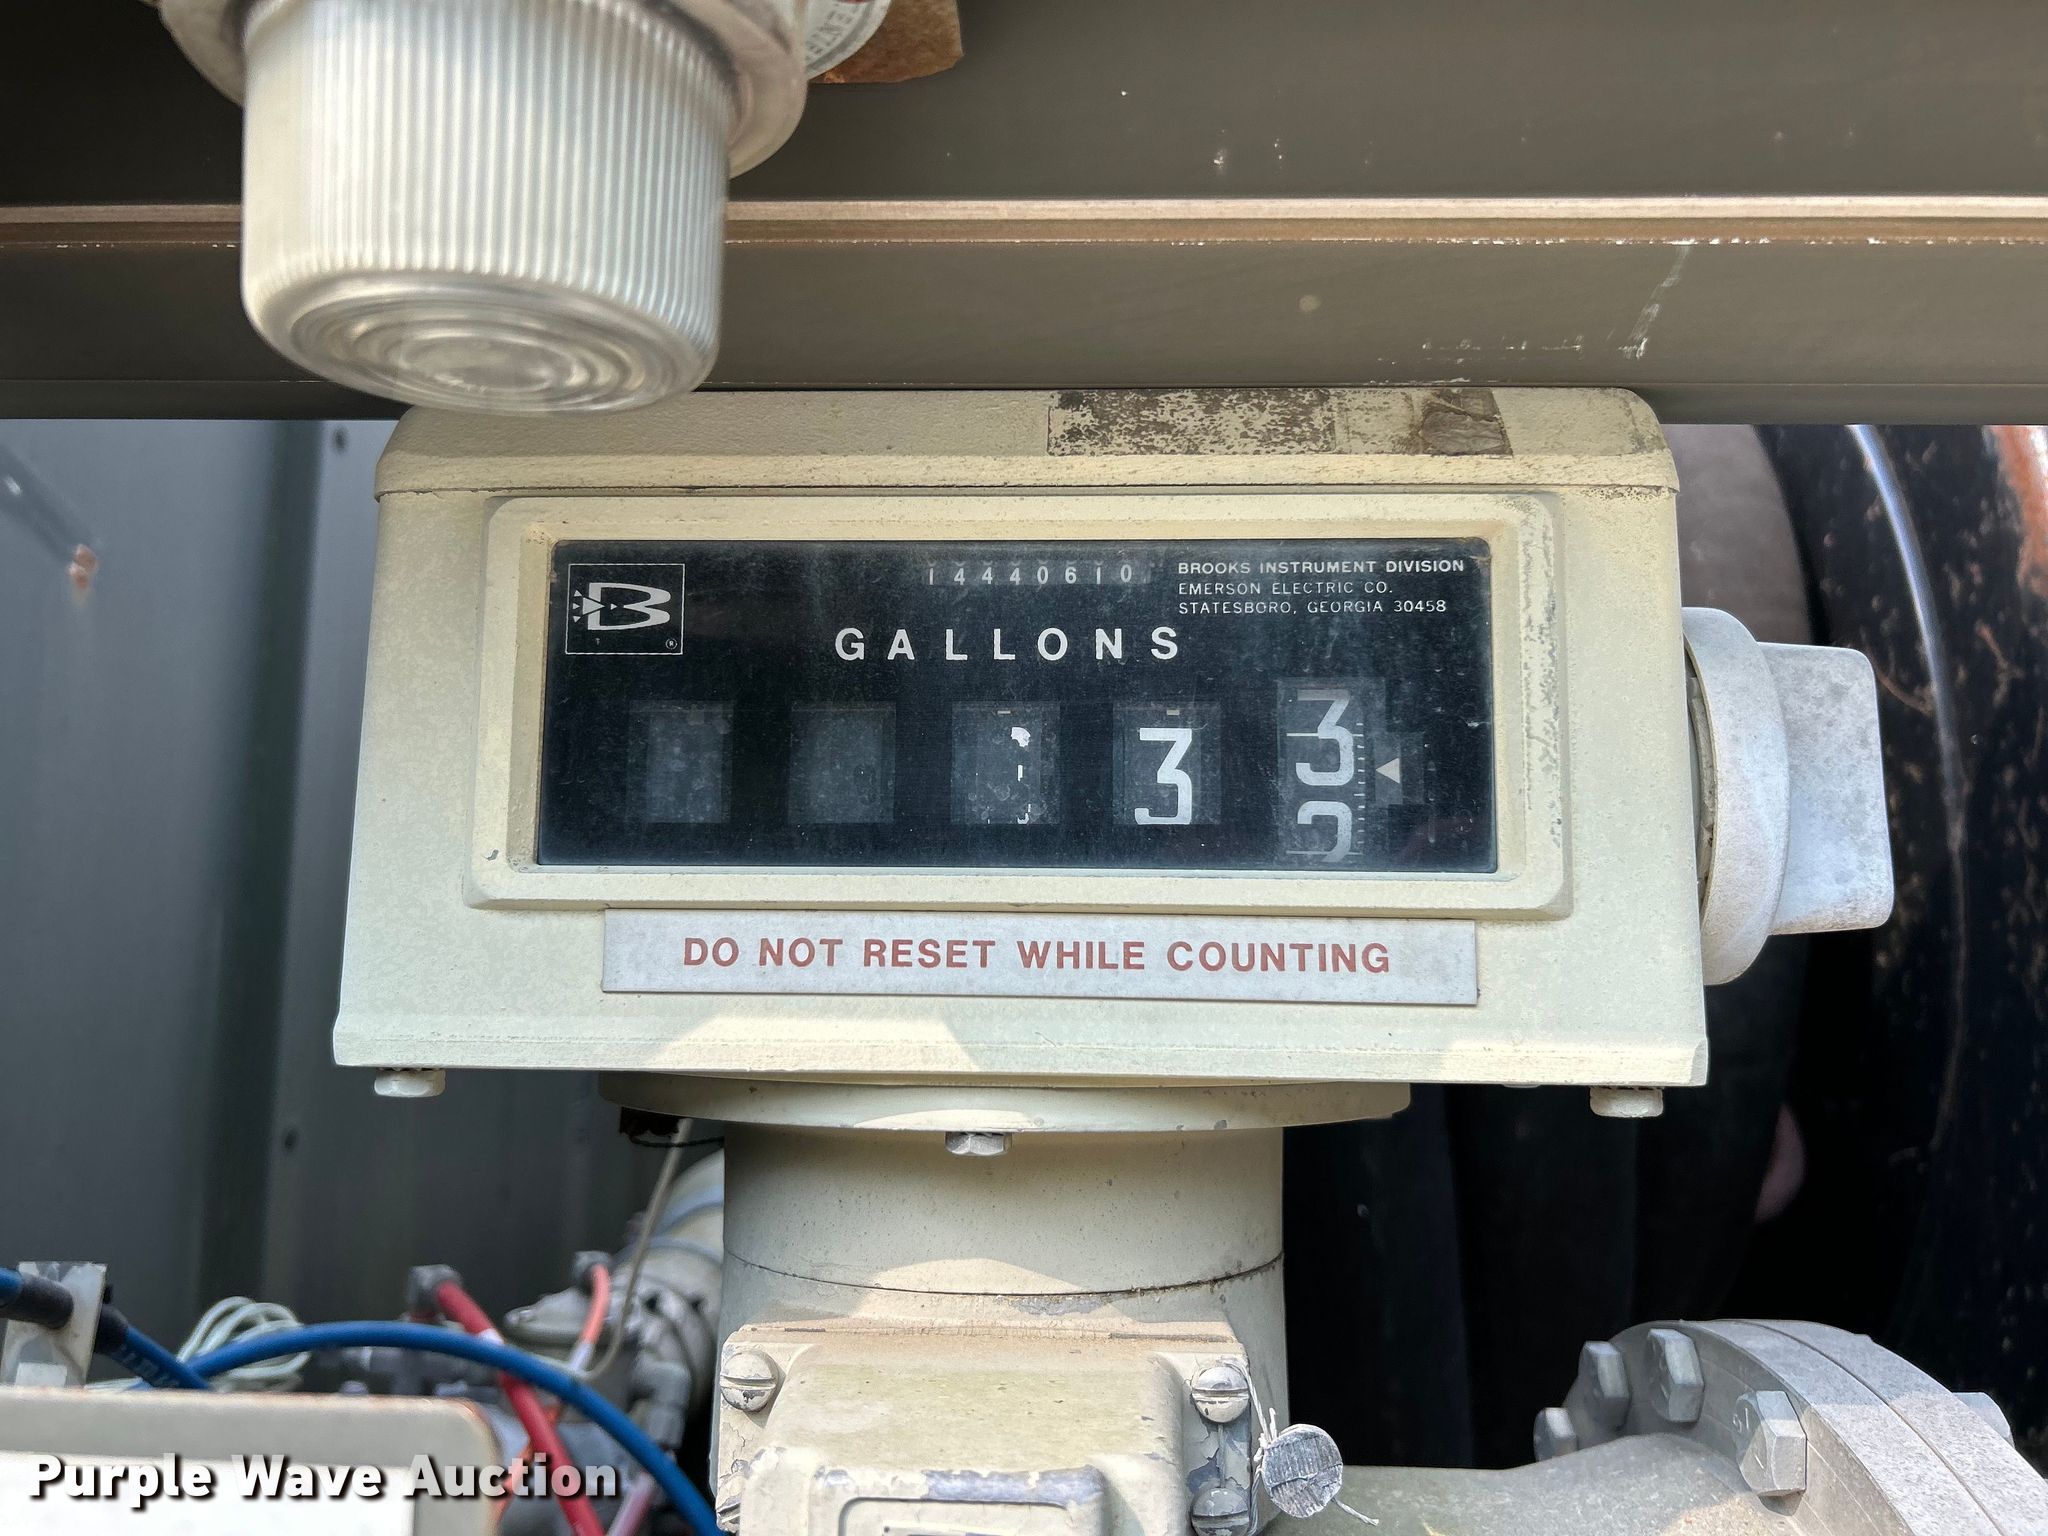 14440610
BROOKS INSTRUMENT DIVISION
EMERSON ELECTRIC CO.
STATESBORO, GEORGIA 30458
B
®
GALLONS
3 3
DO NOT RESET WHILE COUNTING
Purple Wave Auction